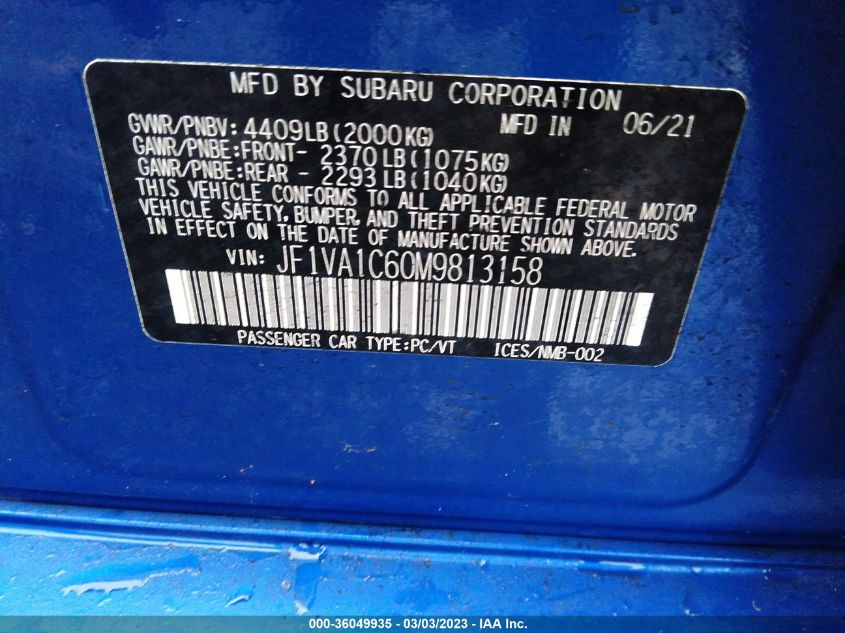 MFD BY SUBARU CORPORATION
GVWR/PNBV: 4409LB(2000KG) MFD IN 06/21
GAWR/PNBE:FRONT- 2370LB(1075KG)
GAWR/PNBE:REAR - 2293LB(1040KG)
THIS VEHICLE CONFORMS TO ALL APPLICABLE FEDERAL MOTOR
VEHICLE SAFETY, BUMPER, AND THEFT PREVENTION STANDARDS
IN EFFECT ON THE DATE OF MANUFACTURE SHOWN ABOVE.
VIN: JF1VA1C60M9813158
PASSENGER CAR TYPE:PC/VT ICES/NMB-002
000-36049935 - 03/03/2023 - IAA Inc.